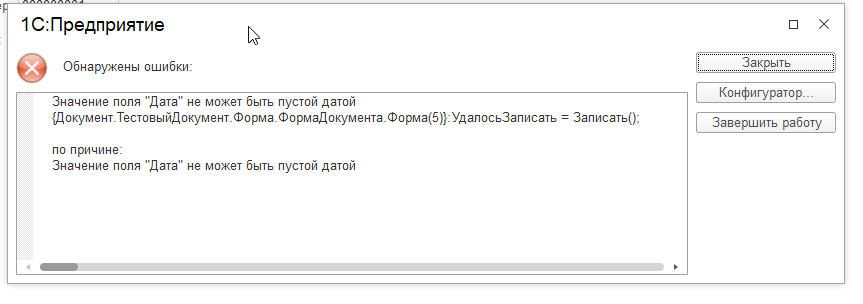 1С:Предприятие
Обнаружены ошибки:
Закрыть
Конфигуратор...
Завершить работу
Значение поля "Дата" не может быть пустой датой
{Документ.ТестовыйДокумент.Форма.ФормаДокумента.Форма(5)}:УдалосьЗаписать = Записать();
по причине:
Значение поля "Дата" не может быть пустой датой